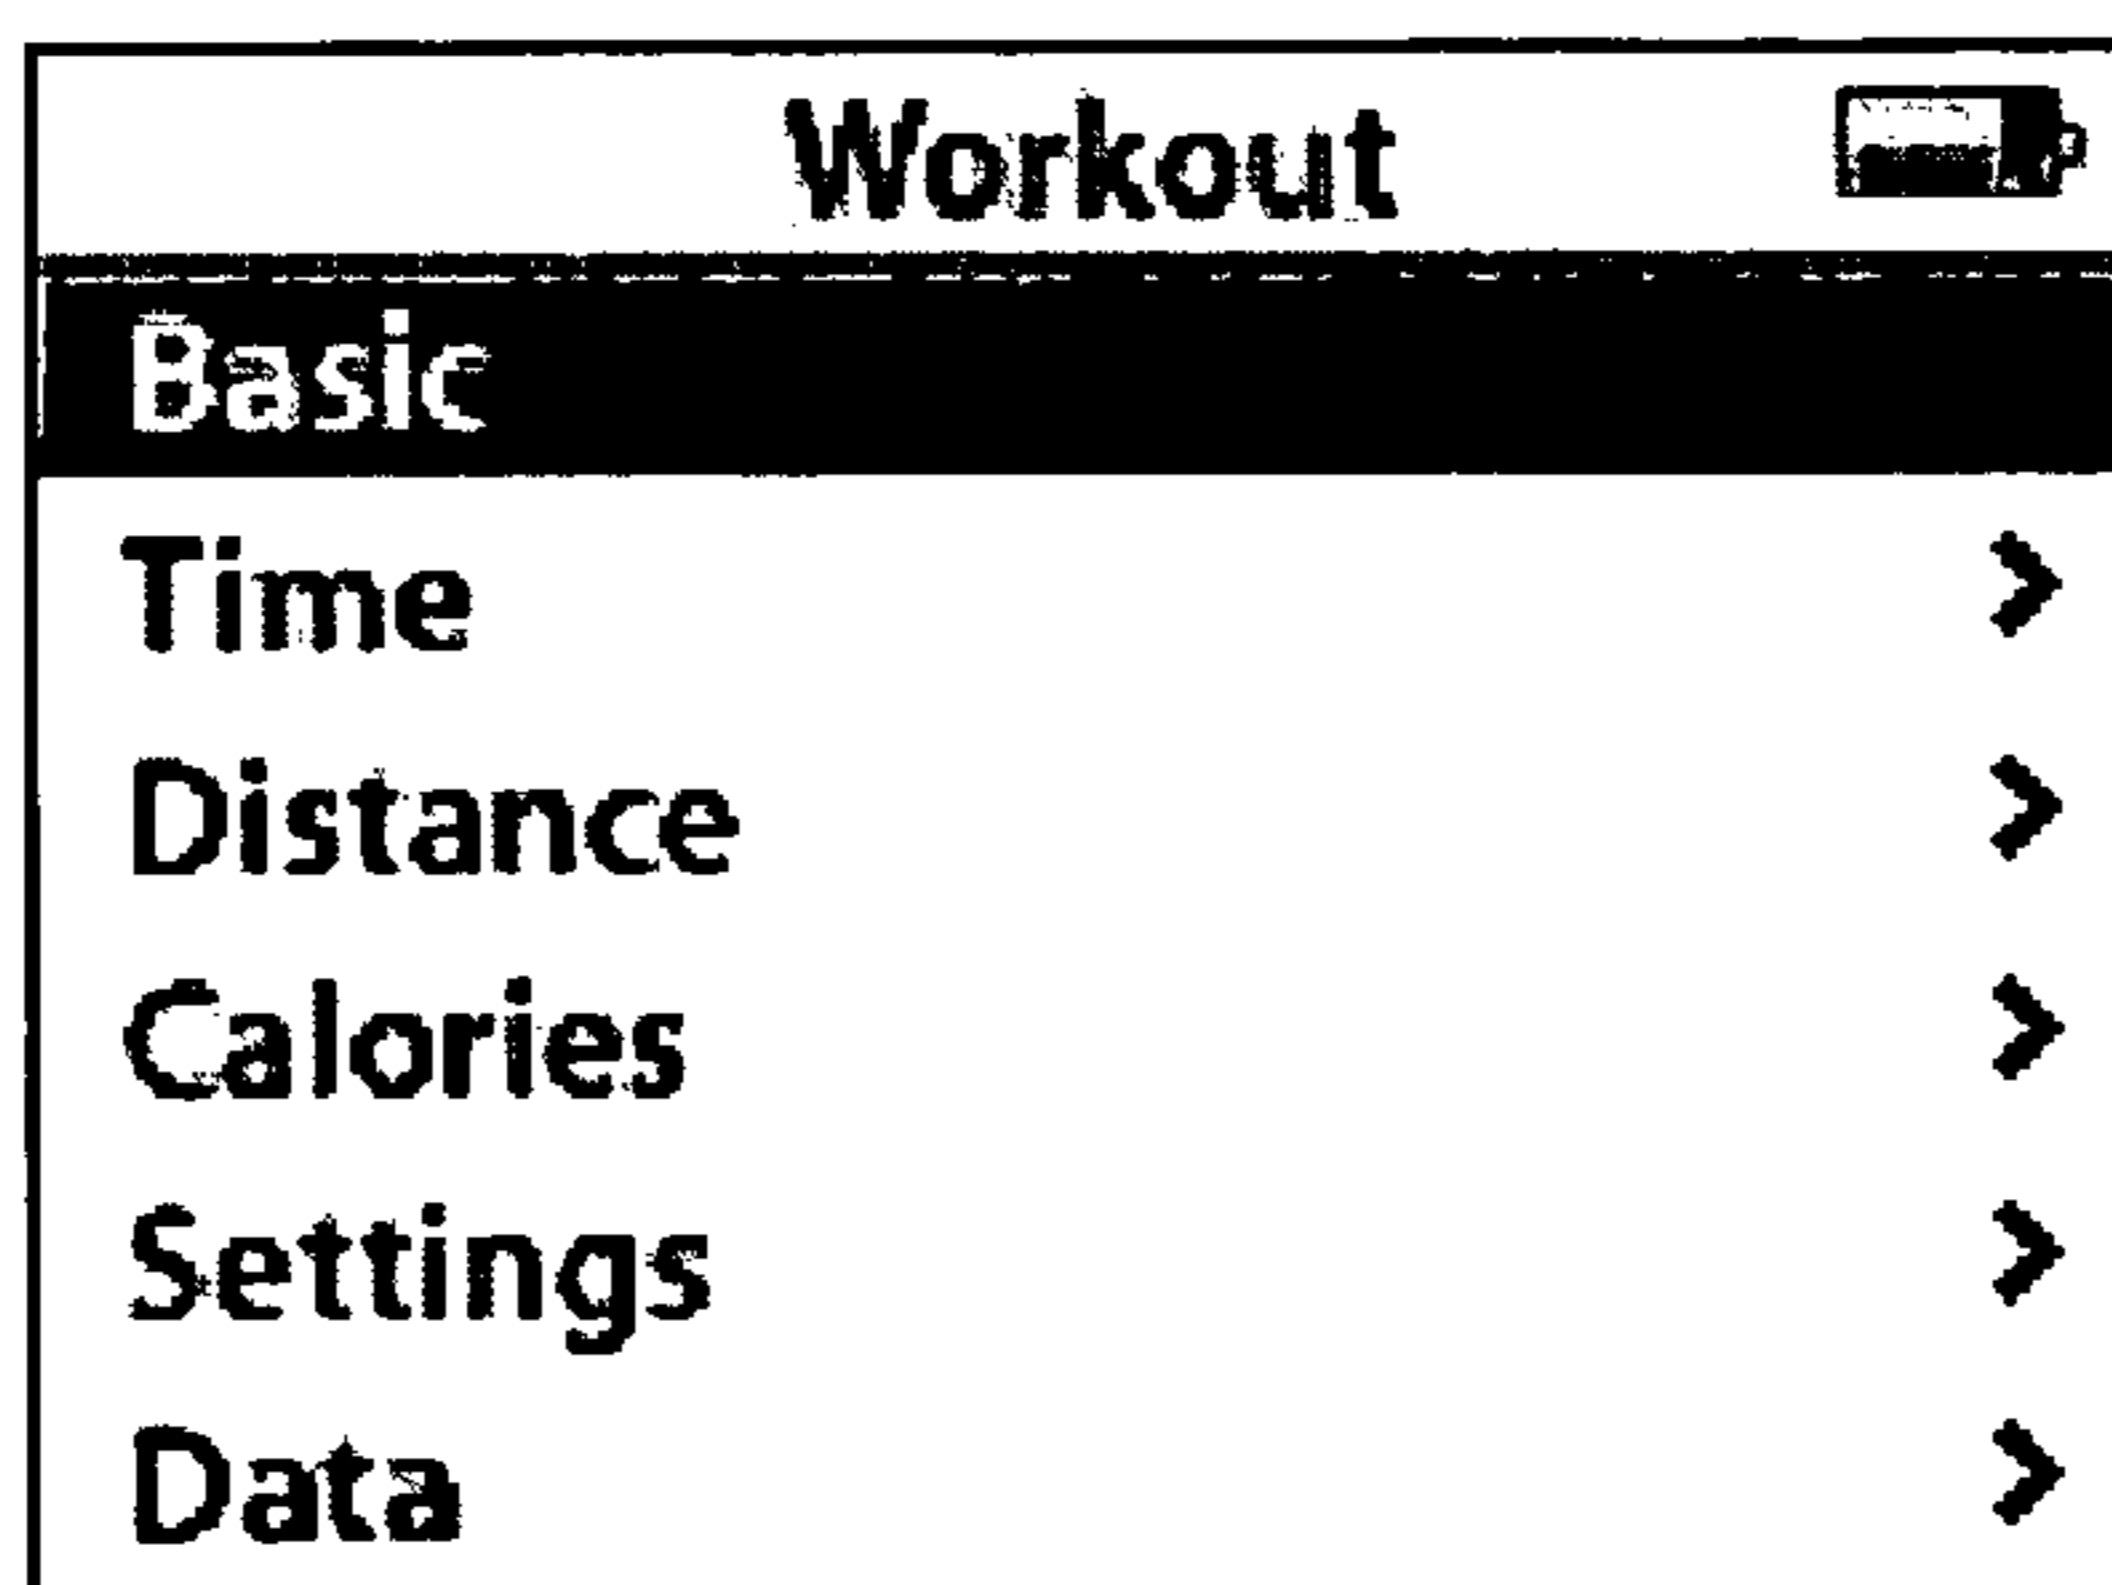 Workout
Basic
Time >
Distance >
Calories >
Settings >
Data >